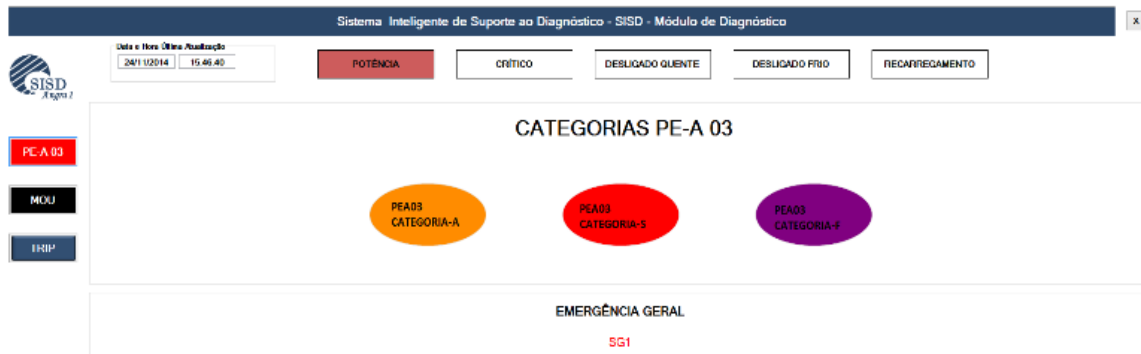 Sistema Inteligente de Suporte ao Diagnóstico - SISD - Módulo de Diagnóstico
x
Data e Hora Última Atualização
24/11/2014 15.46.40
POTÊNCIA CRÍTICO DESLIGADO QUENTE DESLIGADO FRIO RECARREGAMENTO
SISD
Angra 1
CATEGORIAS PE-A 03
PE-A 03
MOU
TRIP
PEA03
CATEGORIA-A
PEA03
CATEGORIA-S
PEA03
CATEGORIA-F
EMERGÊNCIA GERAL
SG1